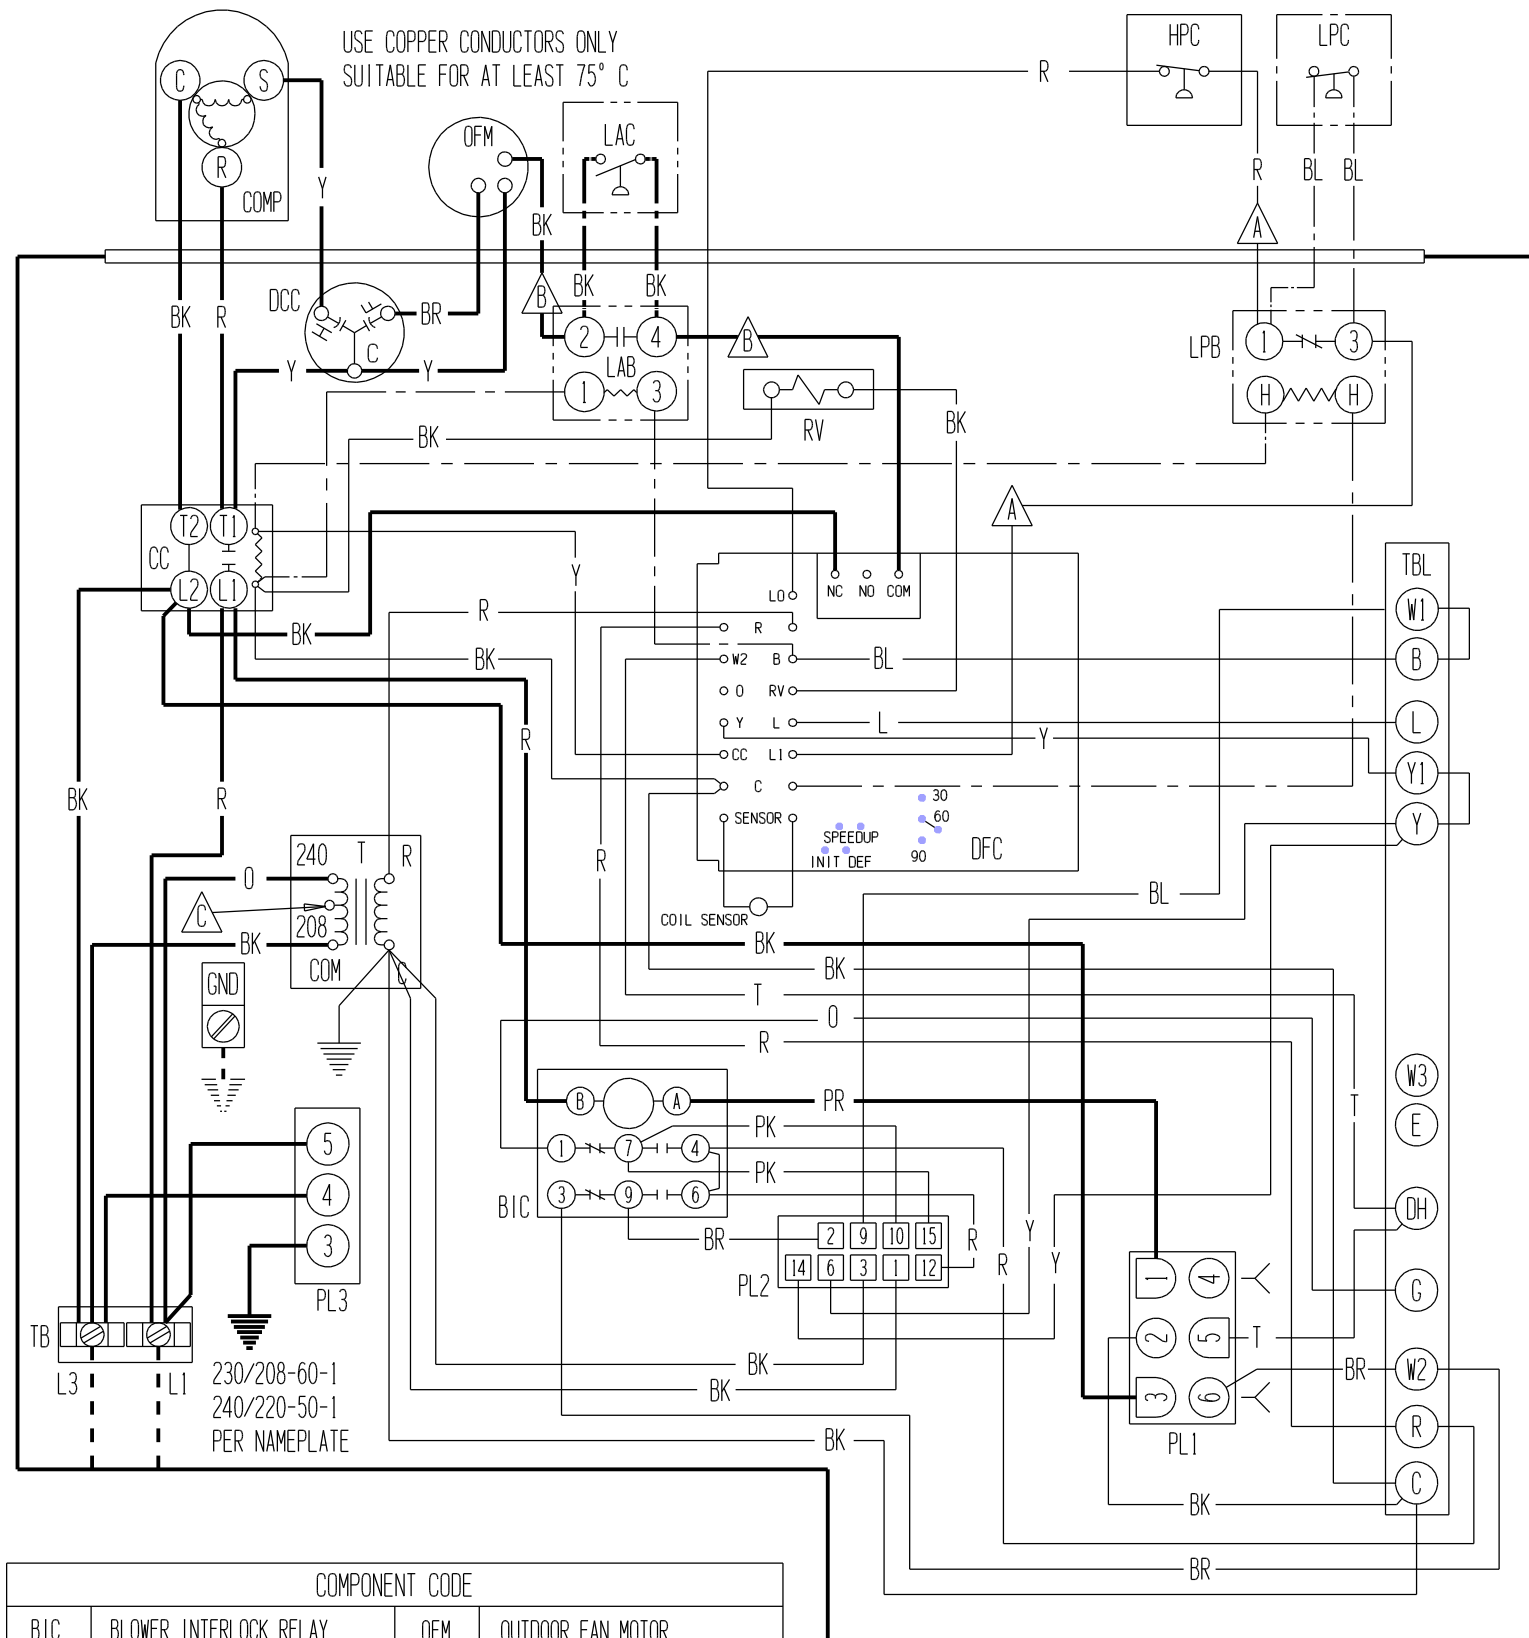 HPC
LPC
USE COPPER CONDUCTORS ONLY
SUITABLE FOR AT LEAST 75° C
C
S
R
COMP
OFM
LAC
R
R
BL
BL
Y
BK
A
DCC
H
F
C
BK
R
BR
B
BK
BK
2
4
LAB
1
3
B
LPB
1
3
H
H
Y
Y
RV
BK
BK
A
CC
T2
T1
L2
L1
Y
R
BK
BK
NC
NO
COM
LO
R
W2
B
O
RV
Y
L
CC
L1
C
SENSOR
SPEEDUP
INIT DEF
30
60
90
DFC
COIL SENSOR
BL
L
Y
TBL
W1
B
L
Y1
Y
W3
E
DH
G
W2
R
C
BK
R
R
R
240
T
R
208
COM
C
O
BK
C
GND
BL
BK
BK
T
O
R
B
A
PR
1
7
4
PK
PK
3
9
6
BIC
BR
2
9
10
15
14
6
3
1
12
PL2
R
R
Y
Y
T
5
4
3
PL3
1
4
2
5
3
6
PL1
T
BR
TB
L3
L1
230/208-60-1
240/220-50-1
PER NAMEPLATE
BK
BK
BK
BK
BR
COMPONENT CODE
BIC
BLOWER INTERLOCK RELAY
OFM
OUTDOOR FAN MOTOR